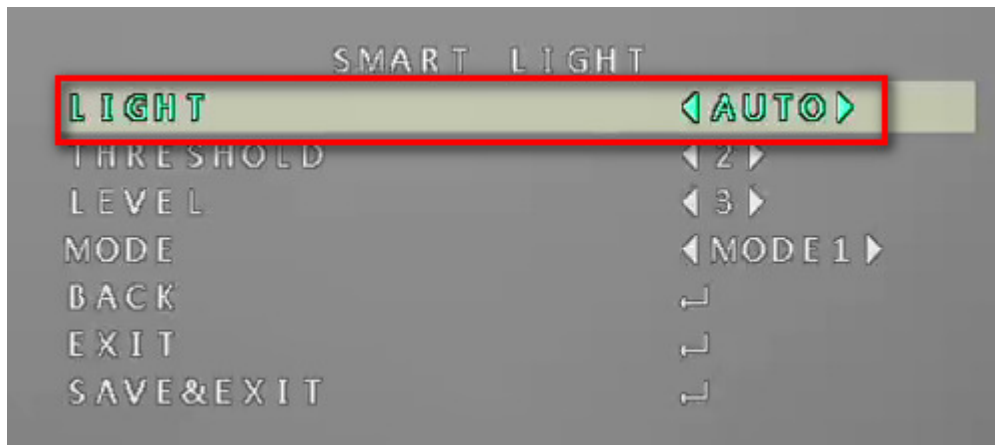 SMART LIGHT
LIGHT AUTO
THRESHOLD 2
LEVEL 3
MODE MODE1
BACK
EXIT
SAVE&EXIT